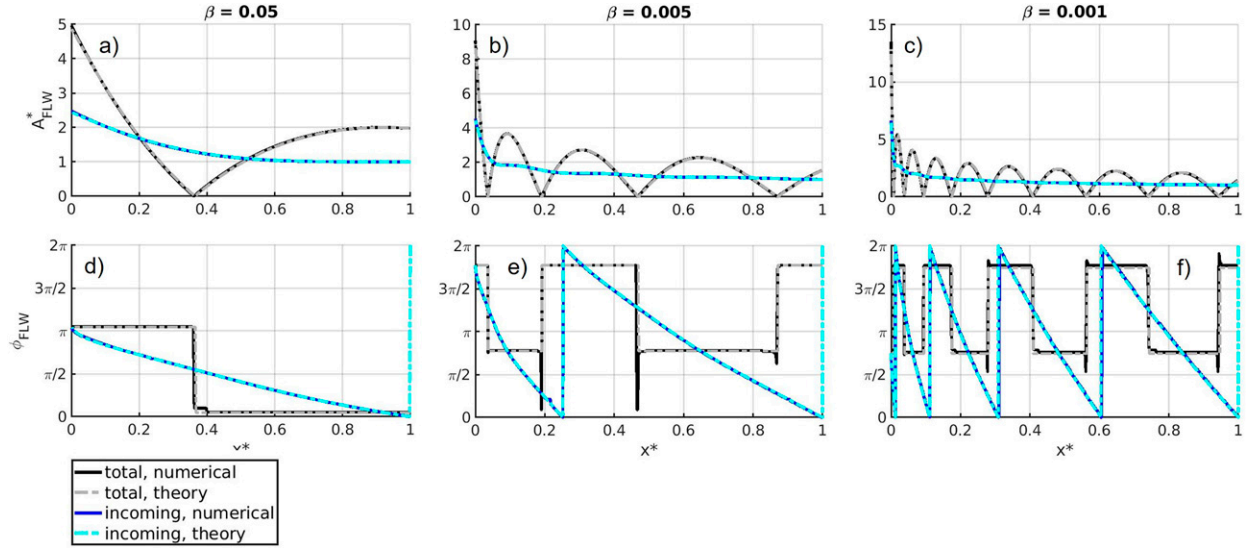 β = 0.05
β = 0.005
β = 0.001
a)
b)
c)
A*FLW
5
4
3
2
1
0
10
8
6
4
2
0
15
10
5
0
0 0.2 0.4 0.6 0.8 1
0 0.2 0.4 0.6 0.8 1
0 0.2 0.4 0.6 0.8 1
d)
e)
f)
ϕFLW
2π
3π/2
π
π/2
0
2π
3π/2
π
π/2
0
2π
3π/2
π
π/2
0
0 0.2 0.4 0.6 0.8 1
0 0.2 0.4 0.6 0.8 1
0 0.2 0.4 0.6 0.8 1
x*
x*
x*
total, numerical
total, theory
incoming, numerical
incoming, theory